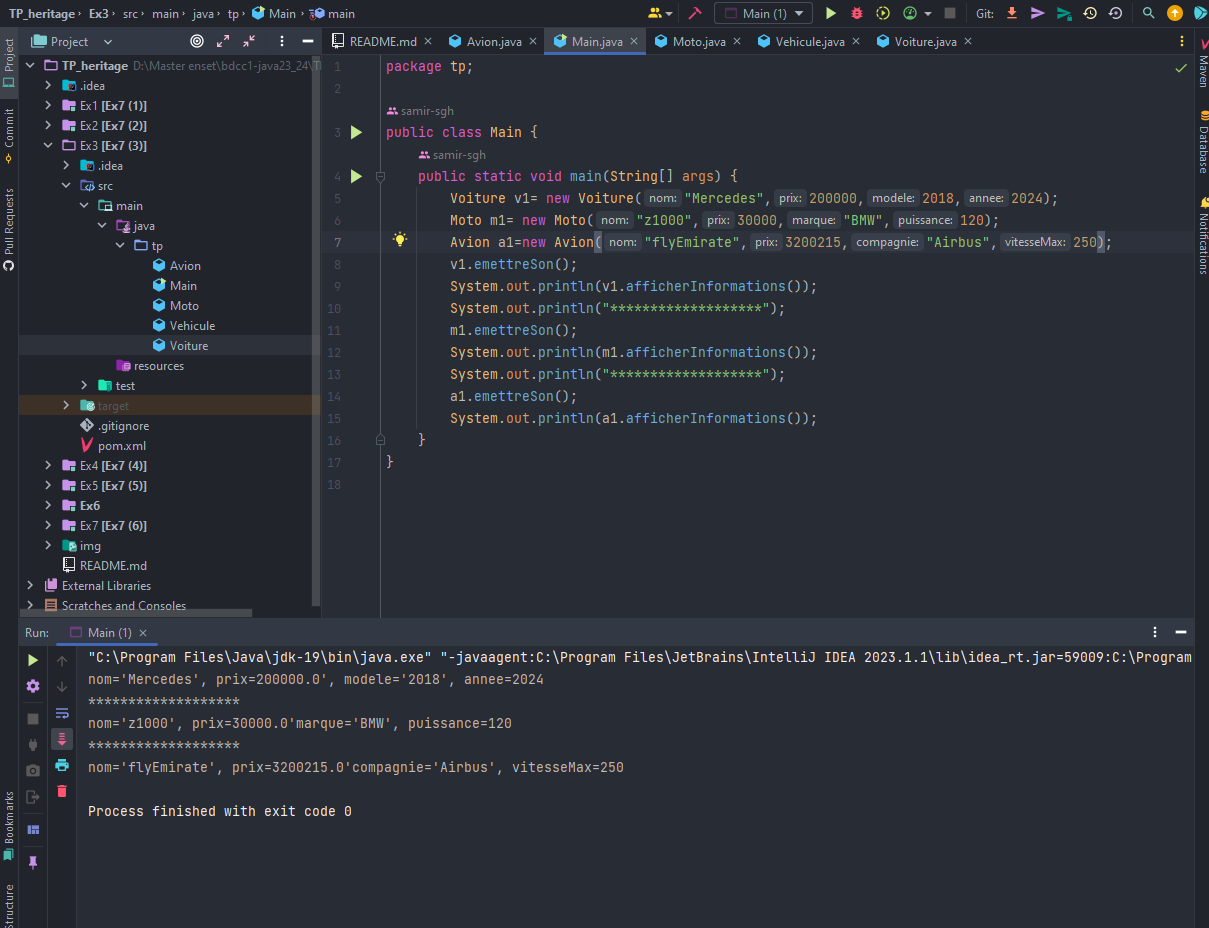 TP_heritage › Ex3 › src › main › java › tp › Main › main
Main (1)
Git:
Project
README.md
Avion.java
Main.java
Moto.java
Vehicule.java
Voiture.java
Project
Commit
Pull Requests
Bookmarks
Structure
Maven
Database
Notifications
TP_heritage D:\Master enset\bdcc1-java23_24\T
.idea
Ex1 [Ex7 (1)]
Ex2 [Ex7 (2)]
Ex3 [Ex7 (3)]
.idea
src
main
java
tp
Avion
Main
Moto
Vehicule
Voiture
resources
test
target
.gitignore
pom.xml
Ex4 [Ex7 (4)]
Ex5 [Ex7 (5)]
Ex6
Ex7 [Ex7 (6)]
img
README.md
External Libraries
Scratches and Consoles
1 package tp;
2
samir-sgh
3 public class Main {
samir-sgh
4 public static void main(String[] args) {
5 Voiture v1= new Voiture( nom: "Mercedes", prix: 200000, modele: 2018, annee: 2024);
6 Moto m1= new Moto( nom: "z1000", prix: 30000, marque: "BMW", puissance: 120);
7 Avion a1=new Avion( nom: "flyEmirate", prix: 3200215, compagnie: "Airbus", vitesseMax: 250);
8 v1.emettreSon();
9 System.out.println(v1.afficherInformations());
10 System.out.println("*******************");
11 m1.emettreSon();
12 System.out.println(m1.afficherInformations());
13 System.out.println("*******************");
14 a1.emettreSon();
15 System.out.println(a1.afficherInformations());
16 }
17 }
18
Run: Main (1)
"C:\Program Files\Java\jdk-19\bin\java.exe" "-javaagent:C:\Program Files\JetBrains\IntelliJ IDEA 2023.1.1\lib\idea_rt.jar=59009:C:\Program
nom='Mercedes', prix=200000.0', modele='2018', annee=2024
*******************
nom='z1000', prix=30000.0'marque='BMW', puissance=120
*******************
nom='flyEmirate', prix=3200215.0'compagnie='Airbus', vitesseMax=250
Process finished with exit code 0